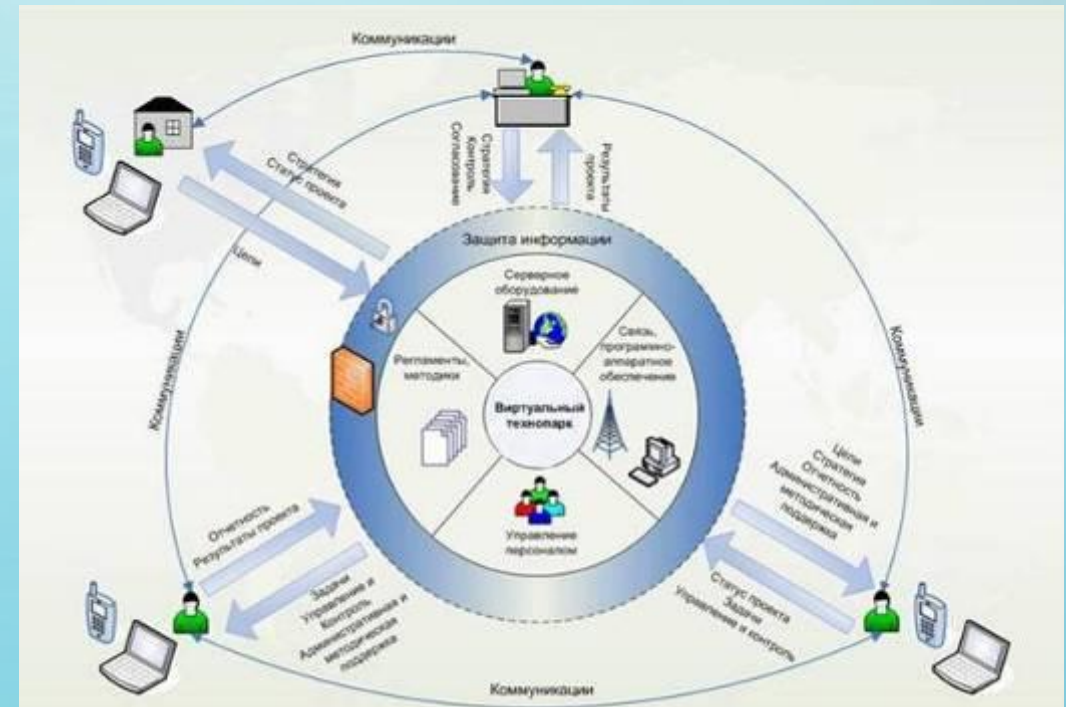 Коммуникации
Стратегия
Контроль
Согласование
Результаты
проекта
Стратегия
Статус проекта
Цели
Защита информации
Серверное
оборудование
Связь,
программно-
аппаратное
обеспечение
Регламенты,
методики
Виртуальный
технопарк
Управление
персоналом
Коммуникации
Коммуникации
Цели
Стратегия
Отчетность
Административная и
методическая
поддержка
Отчетность
Результаты проекта
Задачи
Управление и
Контроль
Административная и
методическая
поддержка
Статус проекта
Задачи
Управление и контроль
Коммуникации